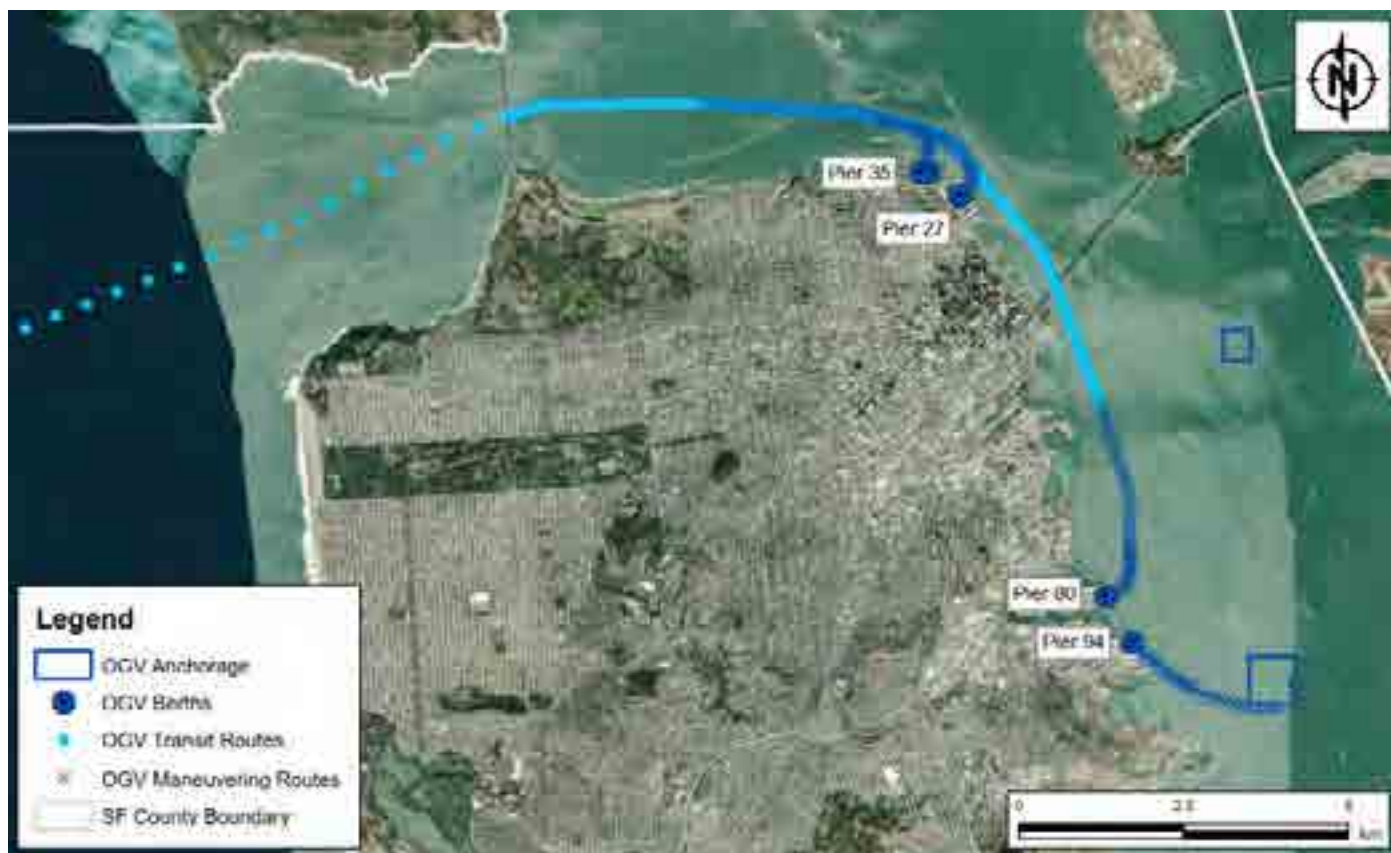 N
Pier 35
Pier 27
Pier 80
Pier 94
Legend
OGV Anchorage
OGV Berths
OGV Transit Routes
OGV Maneuvering Routes
SF County Boundary
0
km